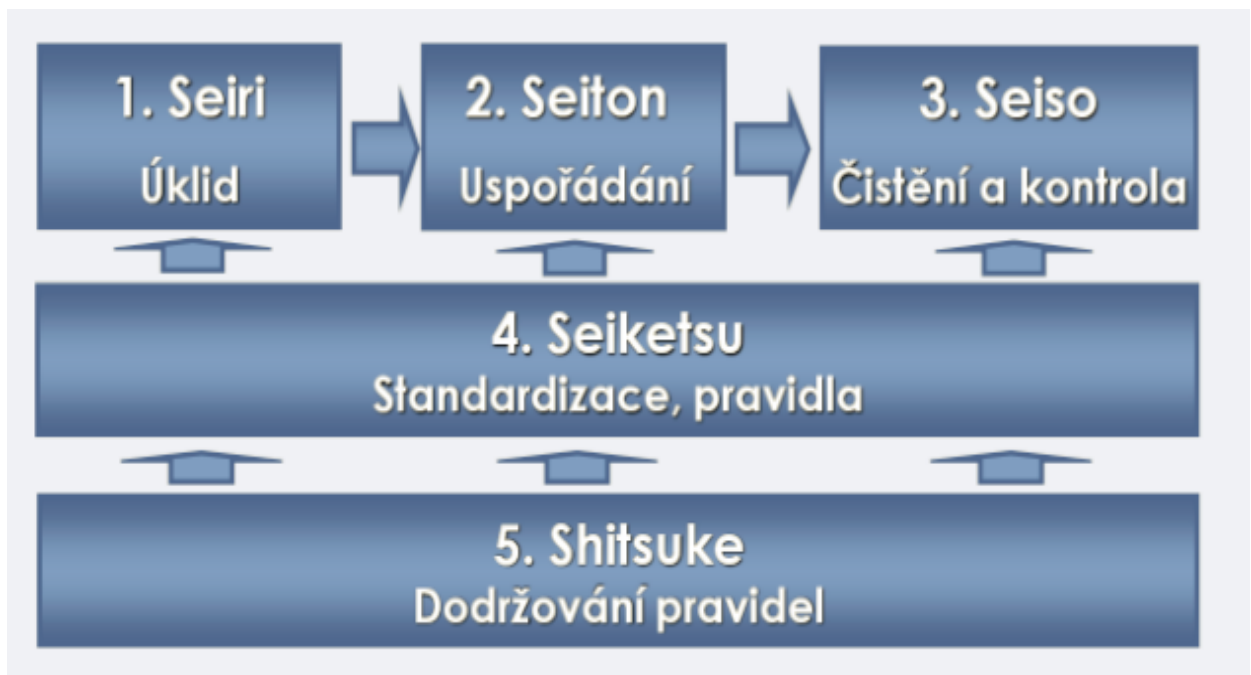 1. Seiri
Úklid
2. Seiton
Uspořádání
3. Seiso
Čistění a kontrola
4. Seiketsu
Standardizace, pravidla
5. Shitsuke
Dodržování pravidel